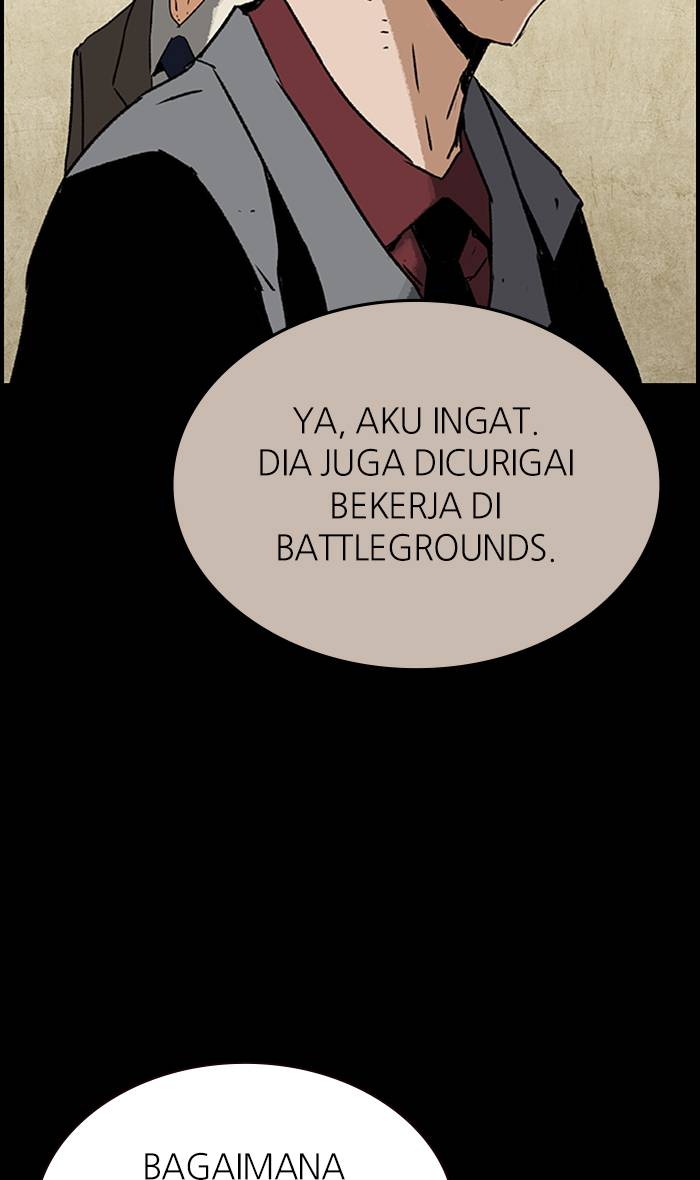 YA, AKU INGAT.
DIA JUGA DICURIGAI
BEKERJA DI
BATTLEGROUNDS.
BAGAIMANA